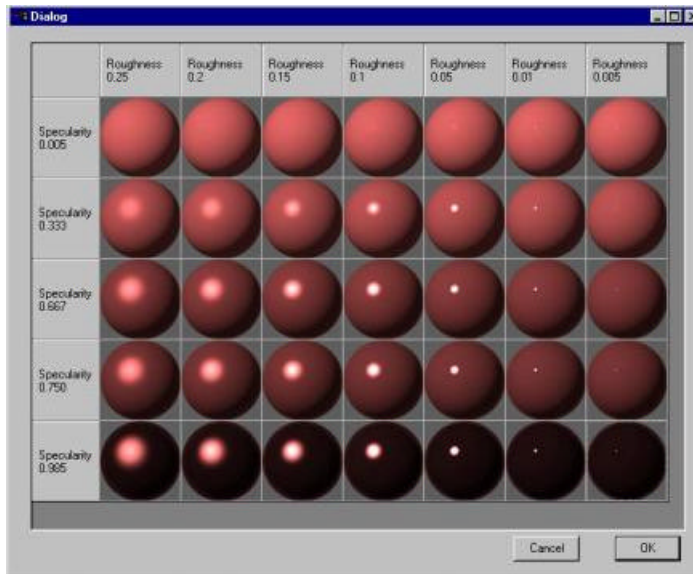 Dialog
Roughness 0.25
Roughness 0.2
Roughness 0.15
Roughness 0.1
Roughness 0.05
Roughness 0.01
Roughness 0.005
Specularity 0.005
Specularity 0.333
Specularity 0.667
Specularity 0.750
Specularity 0.985
Cancel
OK